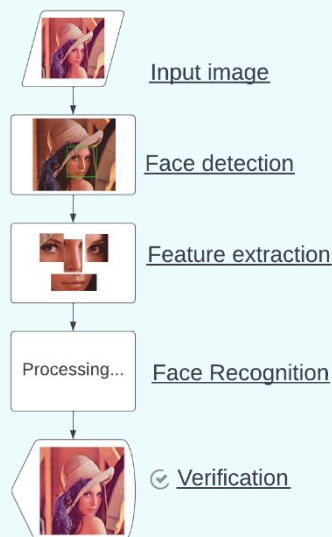 Input image
Face detection
Feature extraction
Processing...
Face Recognition
Verification